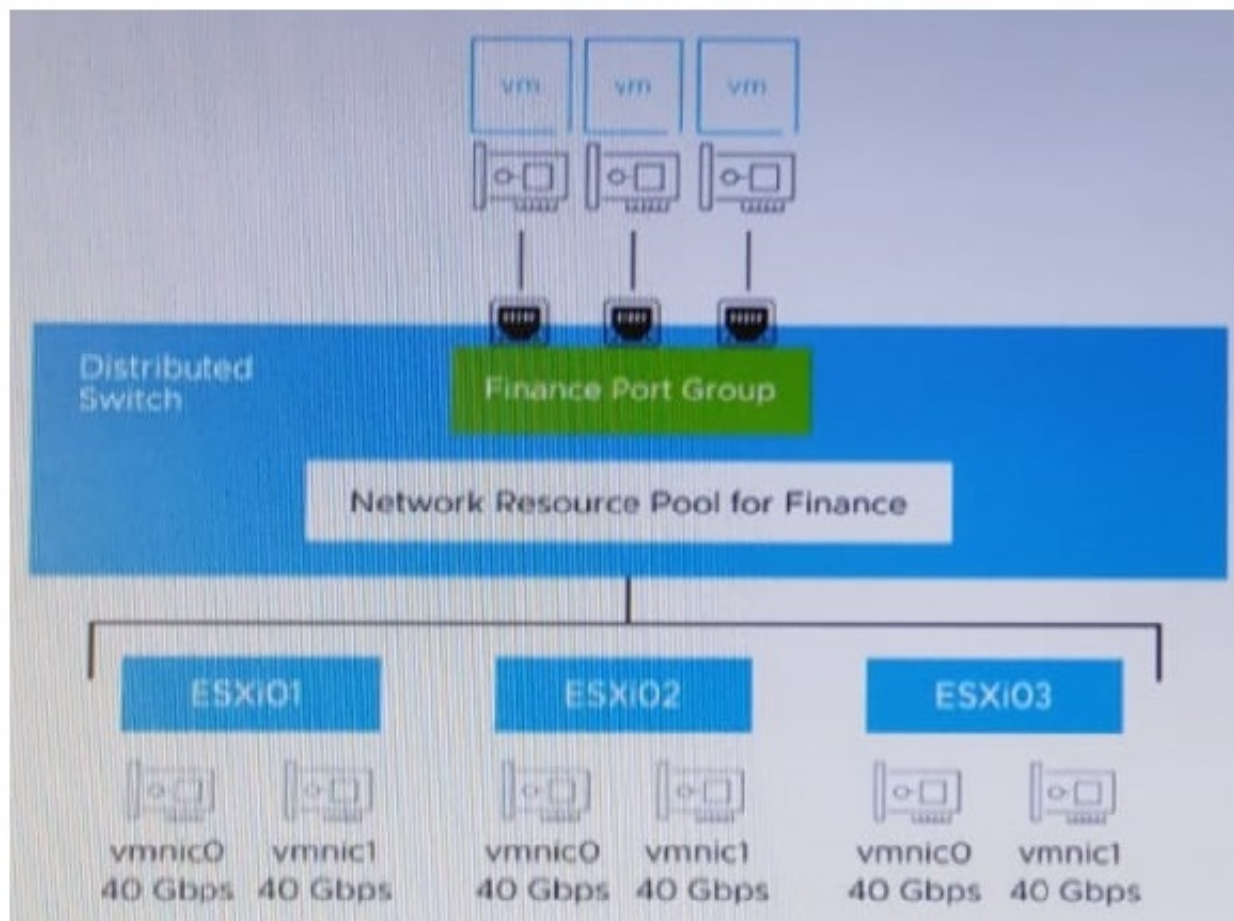 vm vm vm
Distributed
Switch
Finance Port Group
Network Resource Pool for Finance
ESXi01 ESXi02 ESXi03
vmnic0 vmnic1 vmnic0 vmnic1 vmnic0 vmnic1
40 Gbps 40 Gbps 40 Gbps 40 Gbps 40 Gbps 40 Gbps